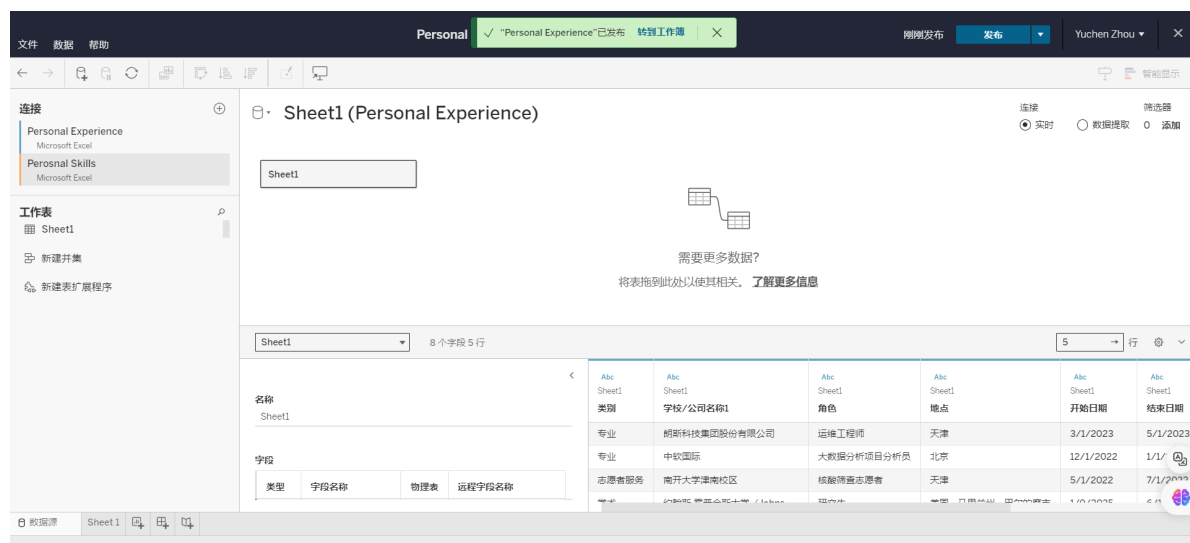 Personal
"Personal Experience"已发布 转到工作簿
刚刚发布 发布 Yuchen Zhou
文件 数据 帮助
智能显示
连接
Personal Experience
Microsoft Excel
Perosnal Skills
Microsoft Excel
工作表
Sheet1
新建并集
新建表扩展程序
Sheet1 (Personal Experience)
连接 筛选器
实时 数据提取 0 添加
Sheet1
需要更多数据?
将表拖到此处以使其相关。 了解更多信息
Sheet1 8 个字段 5 行 5 → 行
名称
Sheet1
字段
类型 字段名称 物理表 远程字段名称
Abc Abc Abc Abc Abc Abc
Sheet1 Sheet1 Sheet1 Sheet1 Sheet1 Sheet1
类别 学校/公司名称1 角色 地点 开始日期 结束日期
专业 朗斯科技集团股份有限公司 运维工程师 天津 3/1/2023 5/1/2023
专业 中软国际 大数据分析项目分析员 北京 12/1/2022 1/1/
志愿者服务 南开大学津南校区 核酸筛查志愿者 天津 5/1/2022 7/1/2022
数据源 Sheet 1